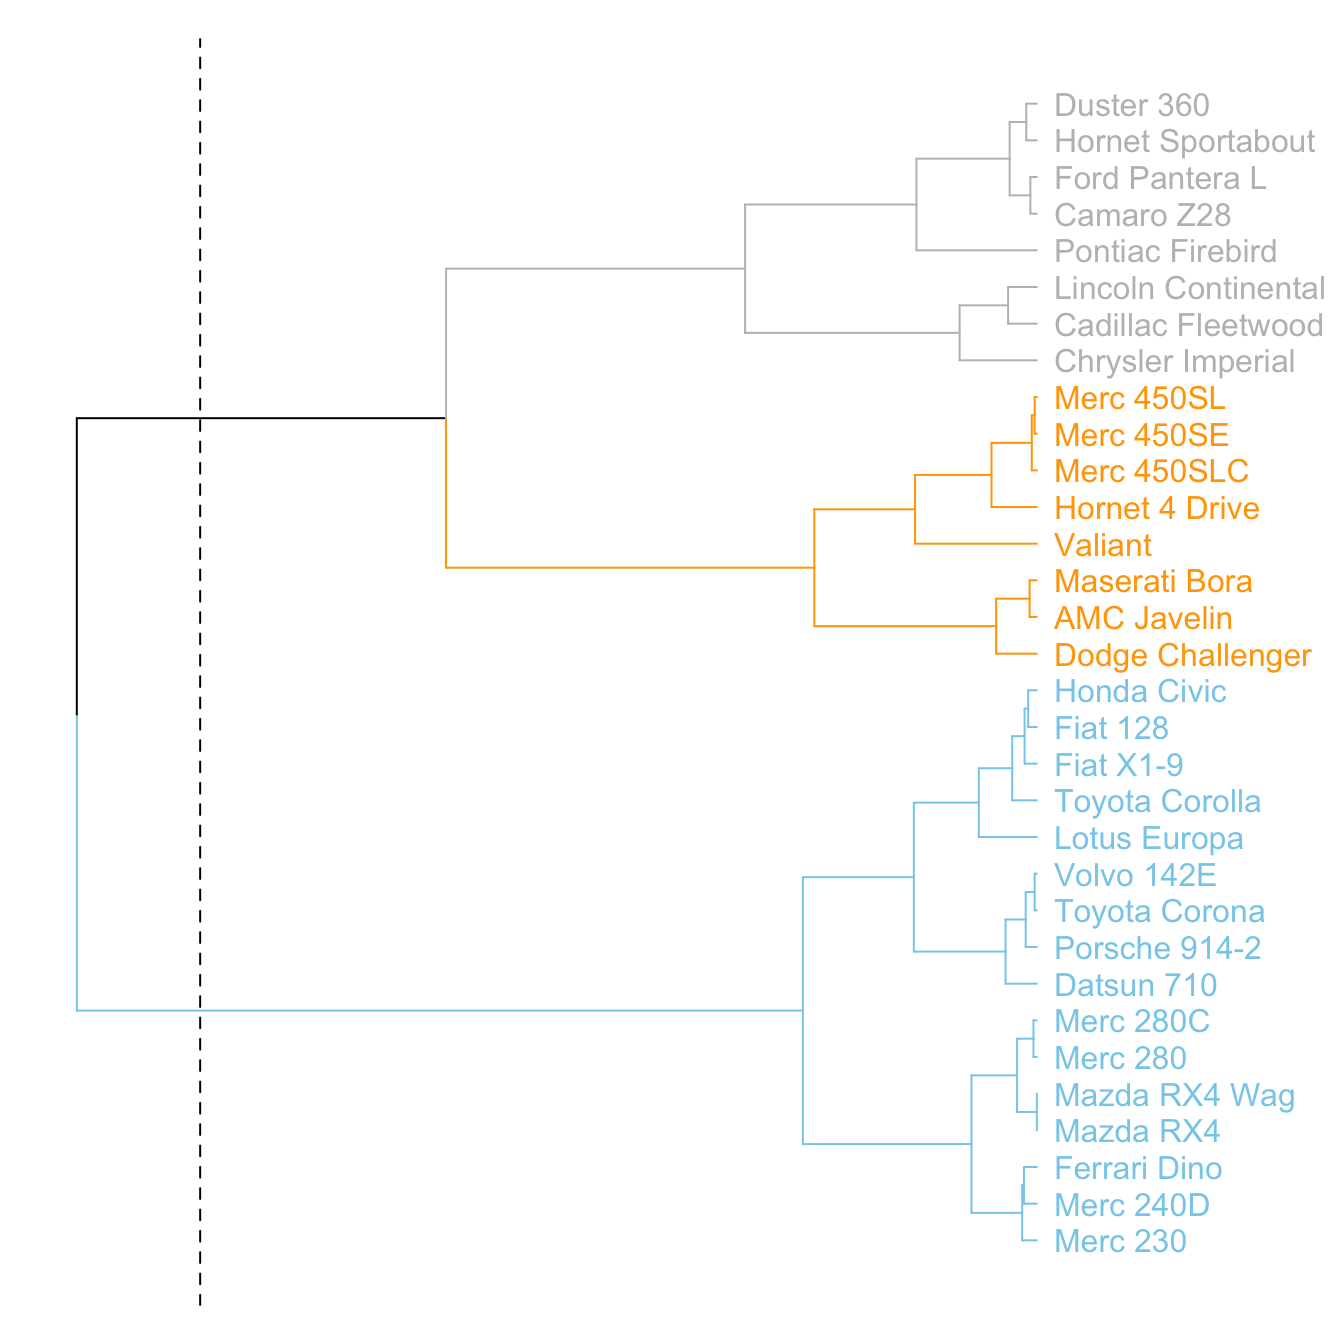 Duster 360
Hornet Sportabout
Ford Pantera L
Camaro Z28
Pontiac Firebird
Lincoln Continental
Cadillac Fleetwood
Chrysler Imperial
Merc 450SL
Merc 450SE
Merc 450SLC
Hornet 4 Drive
Valiant
Maserati Bora
AMC Javelin
Dodge Challenger
Honda Civic
Fiat 128
Fiat X1-9
Toyota Corolla
Lotus Europa
Volvo 142E
Toyota Corona
Porsche 914-2
Datsun 710
Merc 280C
Merc 280
Mazda RX4 Wag
Mazda RX4
Ferrari Dino
Merc 240D
Merc 230